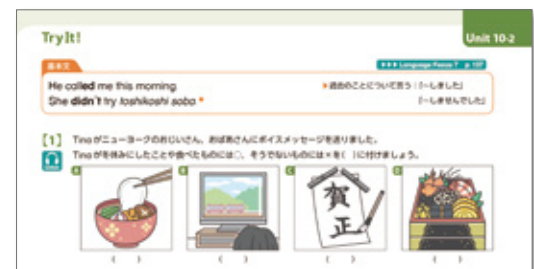 Try It!
Unit 10-2
基本文
Language Focus 7 p.107
He called me this morning.
▶過去のことについて言う [〜しました]
She didn't try toshikoshi soba.*
[〜しませんでした]
【1】 Tinaがニューヨークのおじいさん、おばあさんにボイスメッセージを送りました。
Tinaが冬休みにしたことや食べたものには○、そうでないものには×を( )に付けましょう。
A
B
C
D
賀正
( )
( )
( )
( )